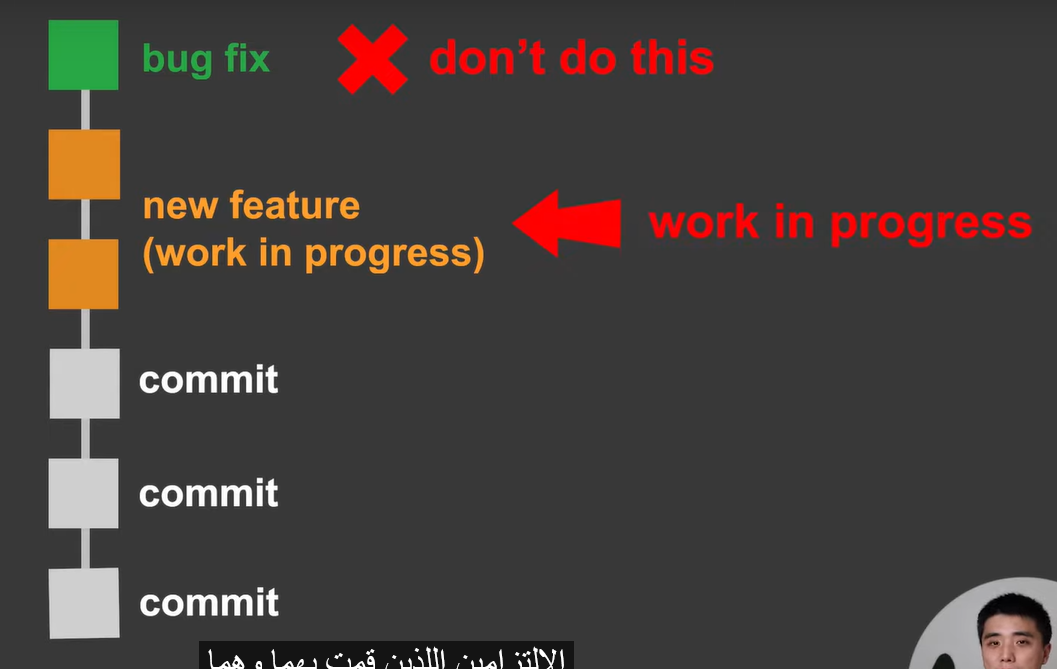 bug fix
don't do this
new feature
(work in progress)
work in progress
commit
commit
commit
الالتزامين اللذين قمت بهما وهما